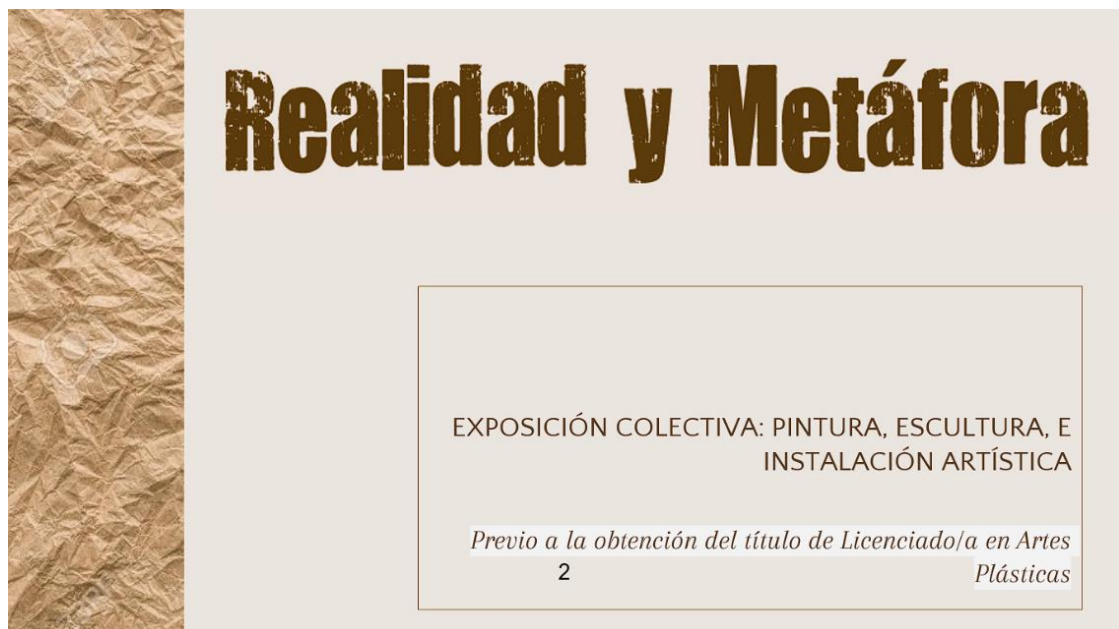 Realidad y Metáfora
EXPOSICIÓN COLECTIVA: PINTURA, ESCULTURA, E
INSTALACIÓN ARTÍSTICA
Previo a la obtención del título de Licenciado/a en Artes
2
Plásticas